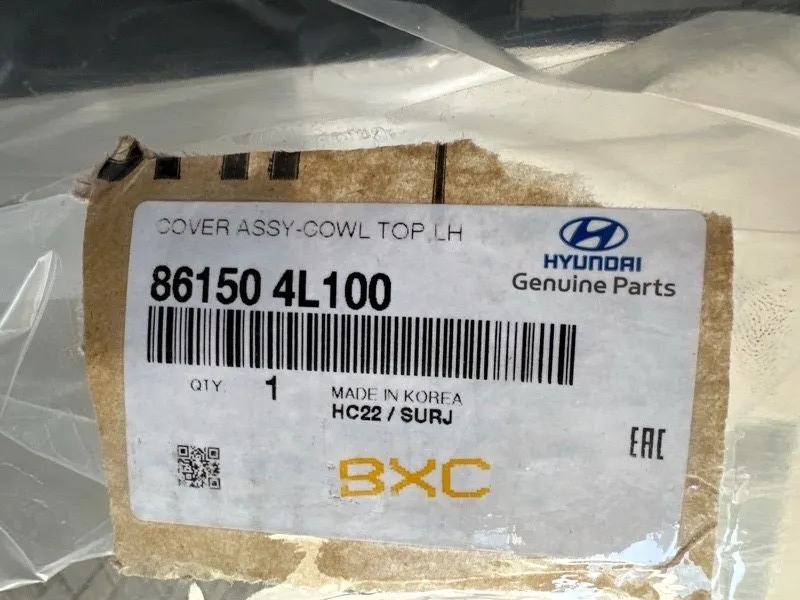 COVER ASSY-COWL TOP, LH
86150 4L100
HYUNDAI
Genuine Parts
QTY. 1
MADE IN KOREA
HC22 / SURJ
EAC
BXC